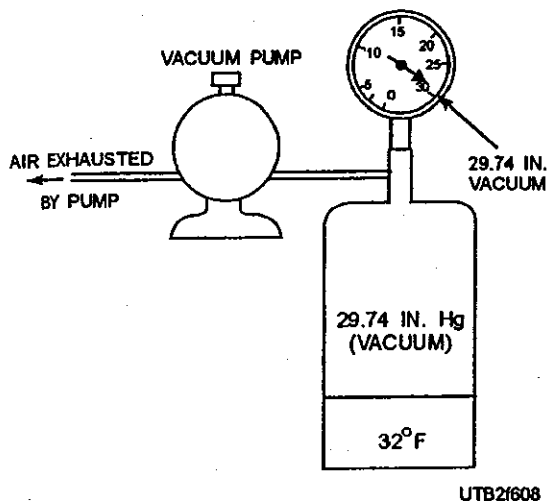 VACUUM PUMP
AIR EXHAUSTED
BY PUMP
0
5
10
15
20
25
30
29.74 IN.
VACUUM
29.74 IN. Hg
(VACUUM)
32°F
UTB2f608